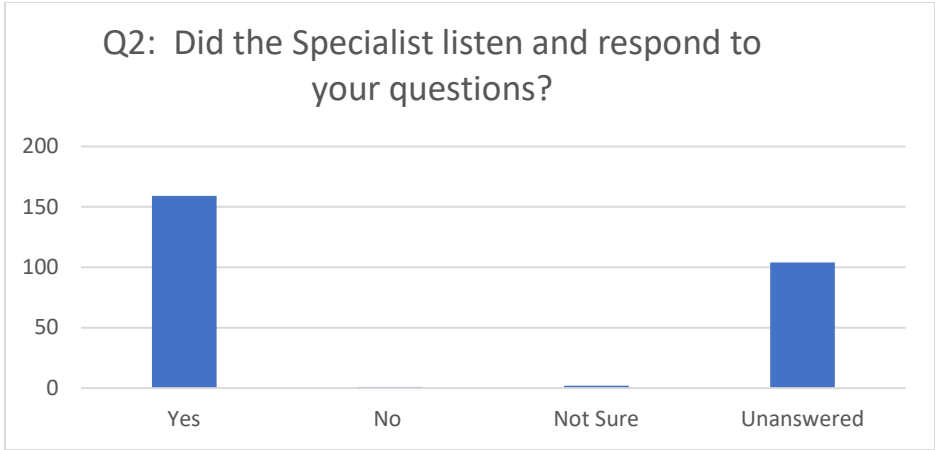 Q2:  Did the Specialist listen and respond to
your questions?
200
150
100
50
0
Yes No Not Sure Unanswered